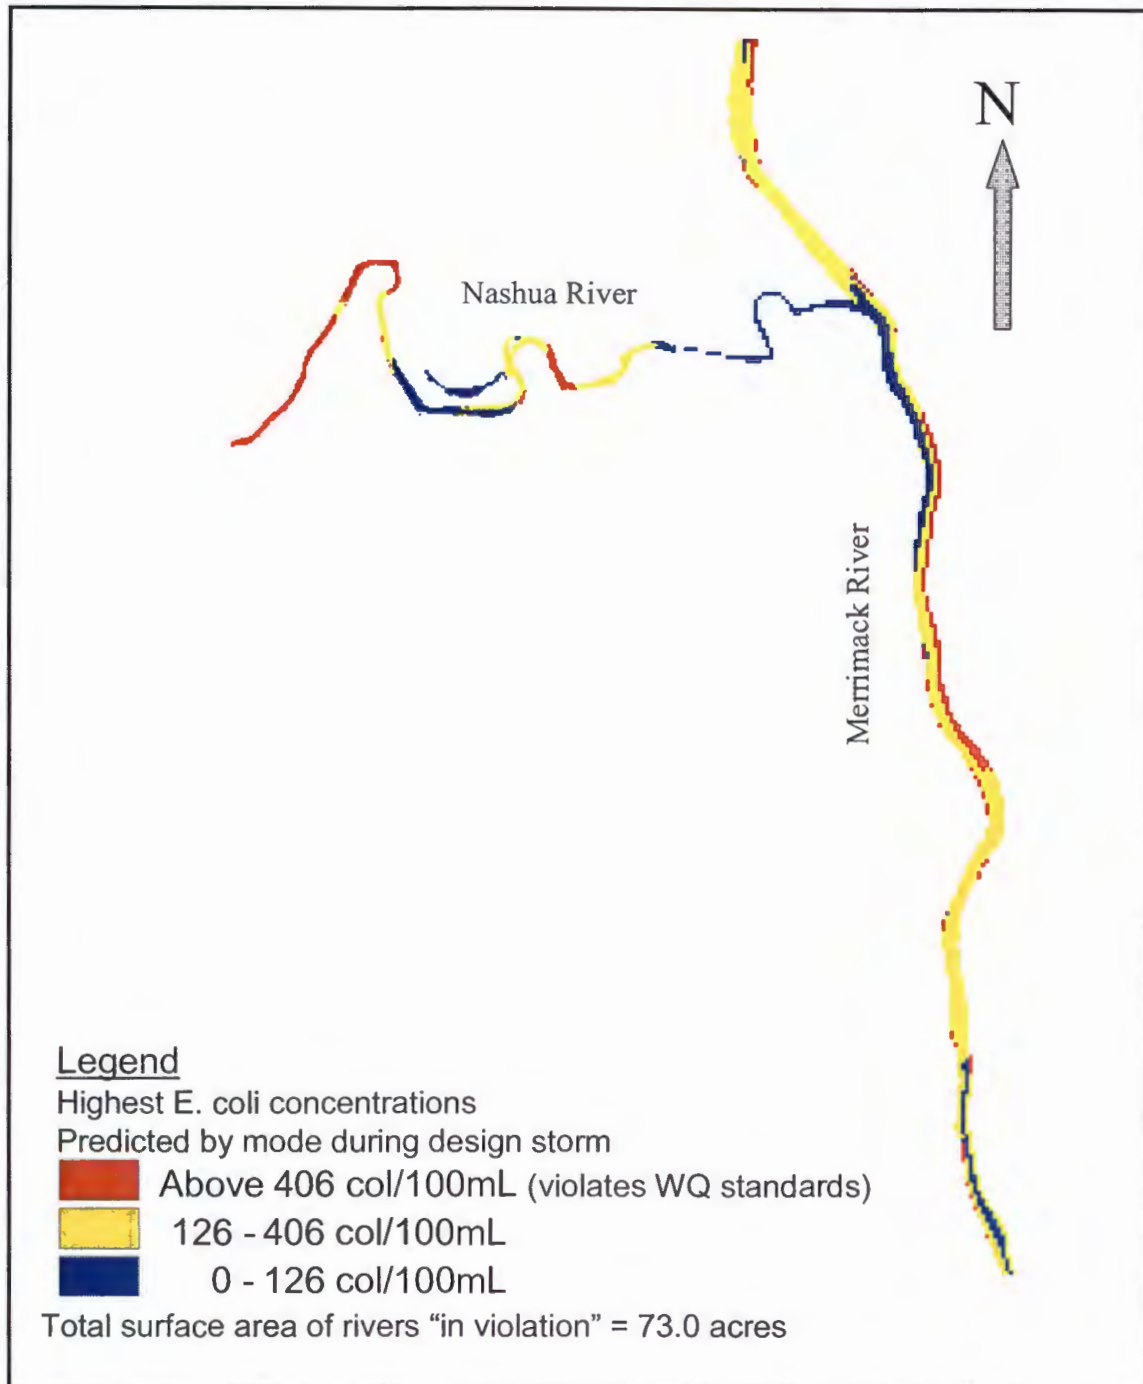 N
Nashua River
Merrimack River
Legend
Highest E. coli concentrations
Predicted by mode during design storm
Above 406 col/100mL (violates WQ standards)
126 - 406 col/100mL
0 - 126 col/100mL
Total surface area of rivers “in violation” = 73.0 acres